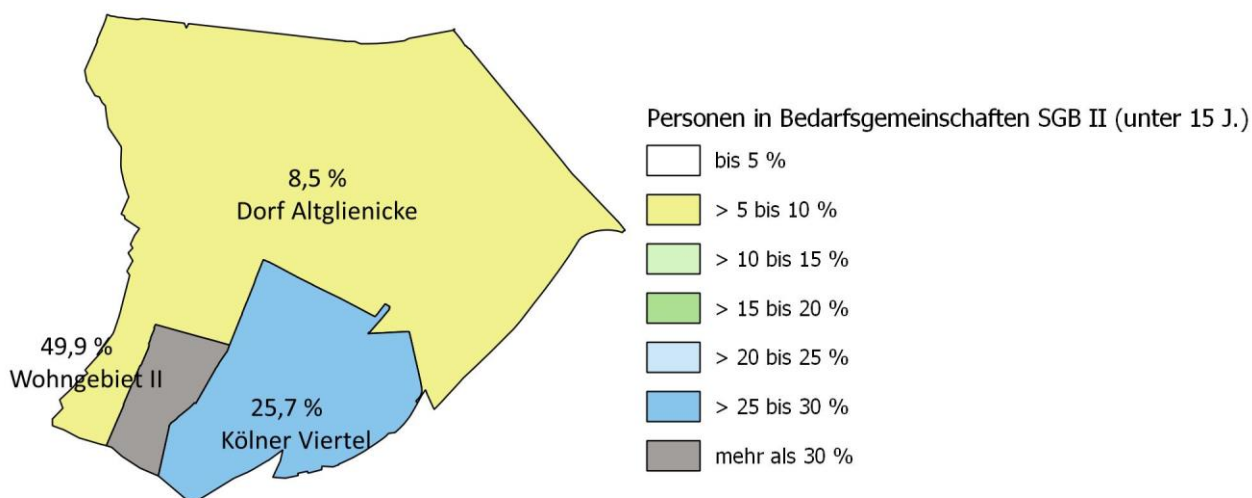 8,5 %
Dorf Altglienicke
49,9 %
Wohngebiet II
25,7 %
Kölner Viertel
Personen in Bedarfsgemeinschaften SGB II (unter 15 J.)
bis 5 %
> 5 bis 10 %
> 10 bis 15 %
> 15 bis 20 %
> 20 bis 25 %
> 25 bis 30 %
mehr als 30 %